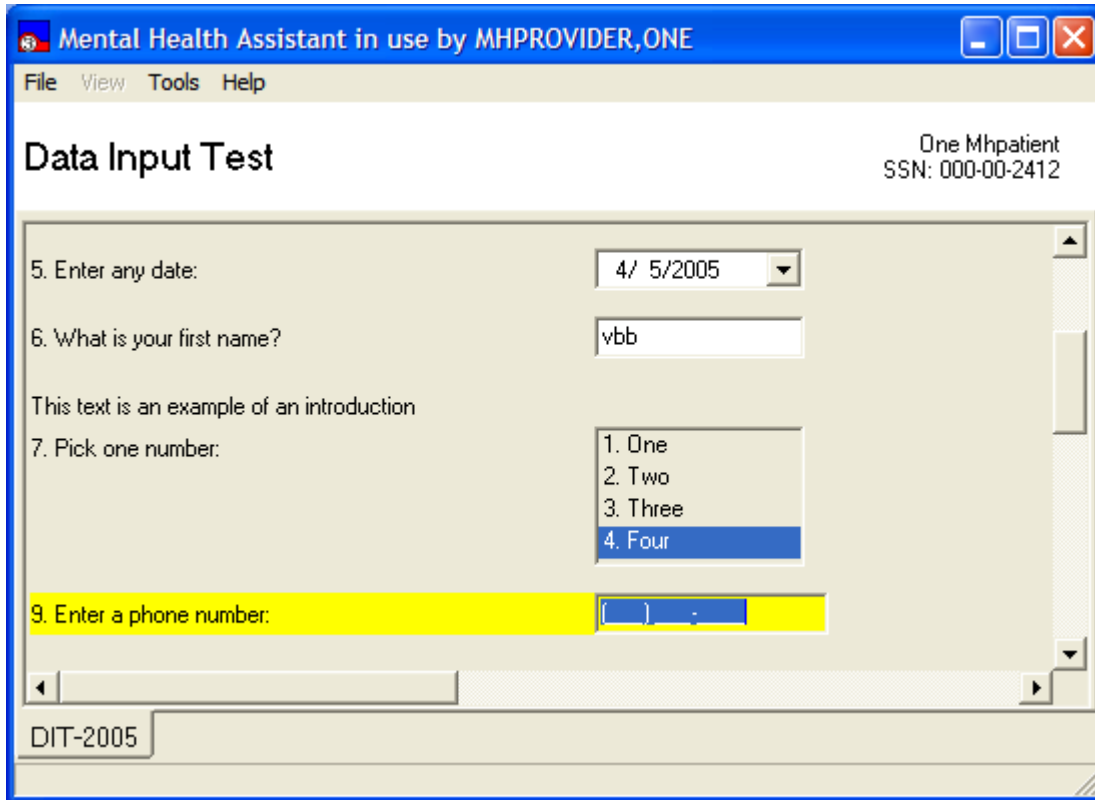 Mental Health Assistant in use by MHPROVIDER,ONE
File View Tools Help
Data Input Test
One Mhpatient
SSN: 000-00-2412
5. Enter any date: 4/ 5/2005
6. What is your first name? vbb
This text is an example of an introduction
7. Pick one number: 1. One
2. Two
3. Three
4. Four
9. Enter a phone number: (___)___-____
DIT-2005